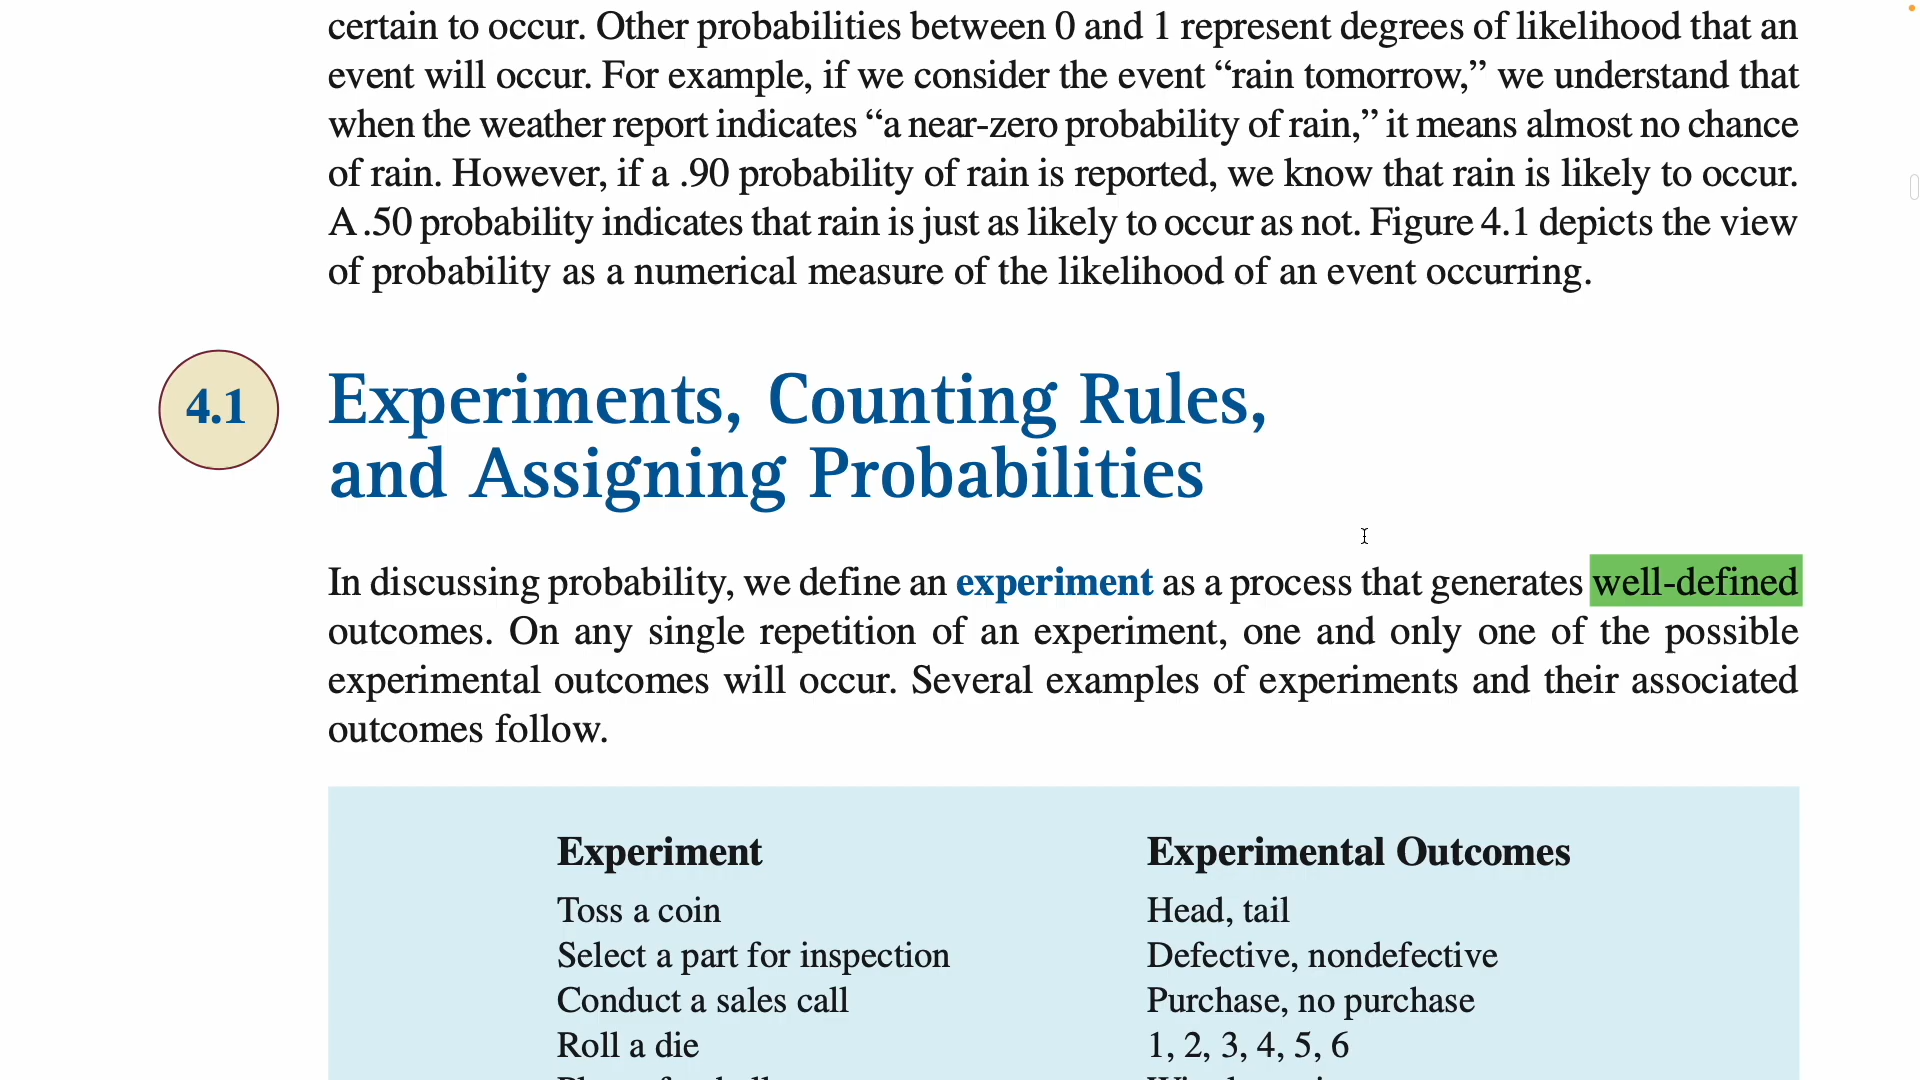 certain to occur. Other probabilities between 0 and 1 represent degrees of likelihood that an
event will occur. For example, if we consider the event “rain tomorrow,” we understand that
when the weather report indicates “a near-zero probability of rain,” it means almost no chance
of rain. However, if a .90 probability of rain is reported, we know that rain is likely to occur.
A .50 probability indicates that rain is just as likely to occur as not. Figure 4.1 depicts the view
of probability as a numerical measure of the likelihood of an event occurring.
4.1
Experiments, Counting Rules,
and Assigning Probabilities
In discussing probability, we define an experiment as a process that generates well-defined
outcomes. On any single repetition of an experiment, one and only one of the possible
experimental outcomes will occur. Several examples of experiments and their associated
outcomes follow.
Experiment Experimental Outcomes
Toss a coin Head, tail
Select a part for inspection Defective, nondefective
Conduct a sales call Purchase, no purchase
Roll a die 1, 2, 3, 4, 5, 6